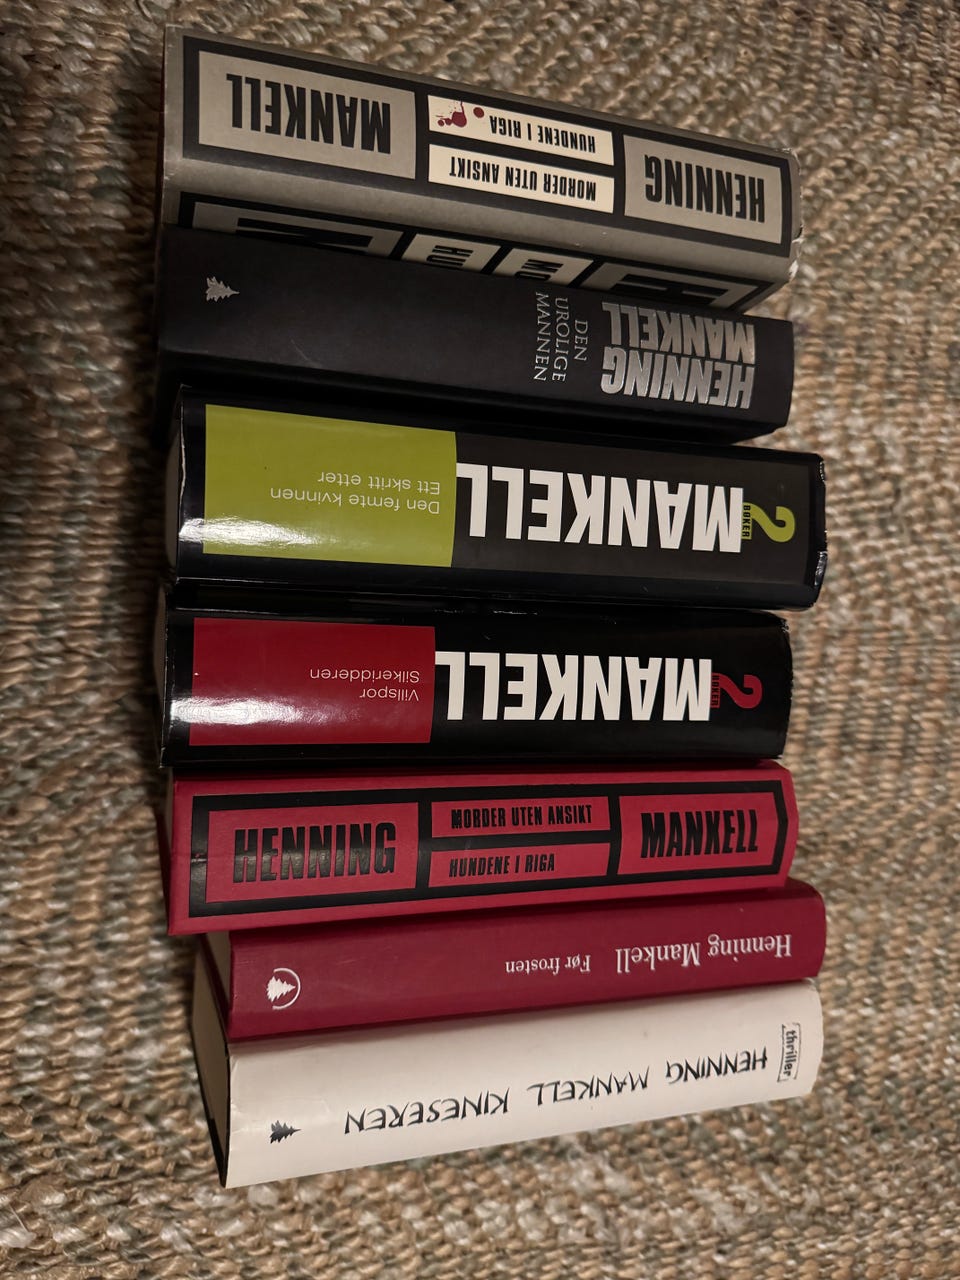 HENNING
MORDER UTEN ANSIKT
HUNDENE I RIGA
MANKELL
HENNING
MANKELL
DEN
UROLIGE
MANNEN
2
BØKER
MANKELL
Den femte kvinnen
Ett skritt etter
2
BØKER
MANKELL
Villspor
Silkeridderen
HENNING
MORDER UTEN ANSIKT
HUNDENE I RIGA
MANKELL
Henning Mankell Før frosten
thriller
HENNING MANKELL KINESEREN